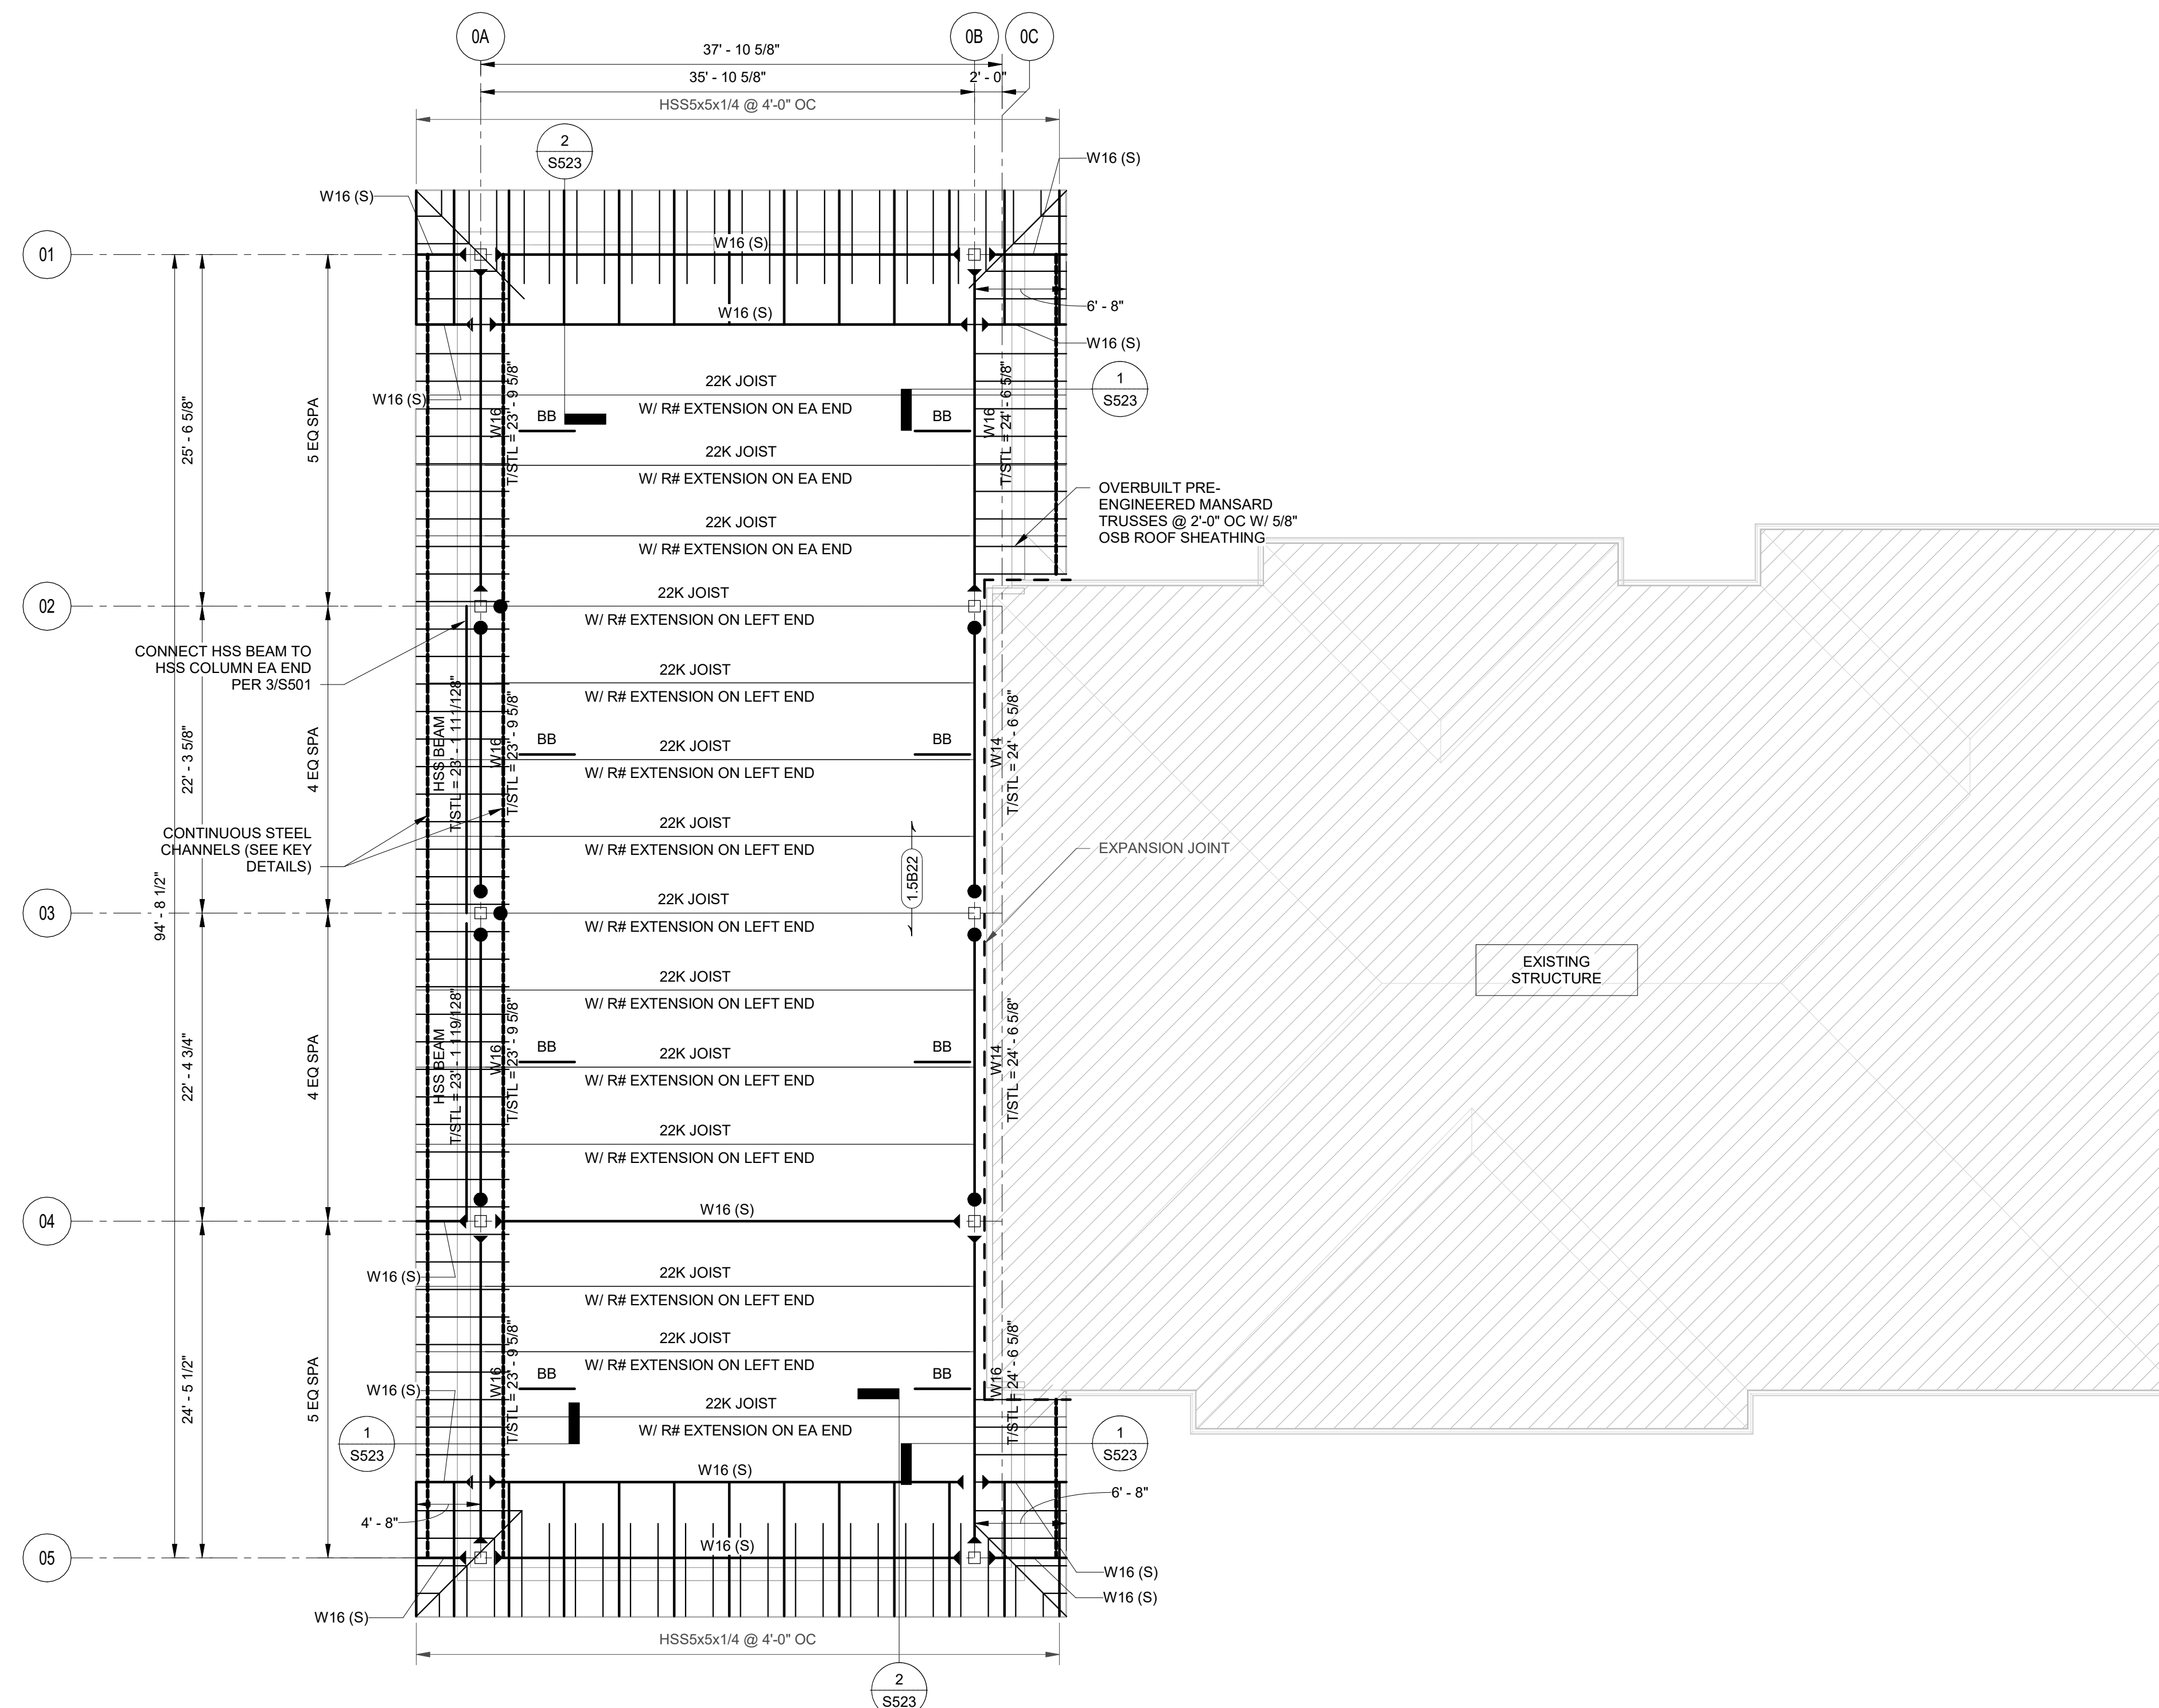 0A
0B
0C
37' - 10 5/8"
35' - 10 5/8"
2' - 0"
HSS5x5x1/4 @ 4'-0" OC
2
S523
W16 (S)
W16 (S)
01
W16 (S)
6' - 8"
W16 (S)
W16 (S)
W16 (S)
22K JOIST
W/ R# EXTENSION ON EA END
1
S523
BB
BB
W16
T/STL = 23' - 9 5/8"
W16
T/STL = 24' - 6 5/8"
25' - 6 5/8"
5 EQ SPA
22K JOIST
W/ R# EXTENSION ON EA END
OVERBUILT PRE-
ENGINEERED MANSARD
TRUSSES @ 2'-0" OC W/ 5/8"
OSB ROOF SHEATHING
22K JOIST
W/ R# EXTENSION ON EA END
02
22K JOIST
W/ R# EXTENSION ON LEFT END
CONNECT HSS BEAM TO
HSS COLUMN EA END
PER 3/S501
22K JOIST
W/ R# EXTENSION ON LEFT END
22' - 3 5/8"
4 EQ SPA
HSS BEAM
T/STL = 23' - 1 111/128"
W16
T/STL = 23' - 9 5/8"
BB
BB
W14
T/STL = 24' - 6 5/8"
22K JOIST
W/ R# EXTENSION ON LEFT END
22K JOIST
W/ R# EXTENSION ON LEFT END
CONTINUOUS STEEL
CHANNELS (SEE KEY
DETAILS)
1.5B22
EXPANSION JOINT
94' - 8 1/2"
03
22K JOIST
W/ R# EXTENSION ON LEFT END
EXISTING
STRUCTURE
22K JOIST
W/ R# EXTENSION ON LEFT END
22' - 4 3/4"
4 EQ SPA
HSS BEAM
T/STL = 23' - 1 119/128"
W16
T/STL = 23' - 9 5/8"
BB
BB
W14
T/STL = 24' - 6 5/8"
22K JOIST
W/ R# EXTENSION ON LEFT END
22K JOIST
W/ R# EXTENSION ON LEFT END
04
W16 (S)
W16 (S)
22K JOIST
W/ R# EXTENSION ON LEFT END
22K JOIST
W/ R# EXTENSION ON LEFT END
24' - 5 1/2"
5 EQ SPA
W16 (S)
W16
T/STL = 23' - 9 5/8"
BB
BB
W16
T/STL = 24' - 6 5/8"
22K JOIST
W/ R# EXTENSION ON EA END
1
S523
1
S523
W16 (S)
4' - 8"
6' - 8"
05
W16 (S)
W16 (S)
W16 (S)
W16 (S)
HSS5x5x1/4 @ 4'-0" OC
2
S523